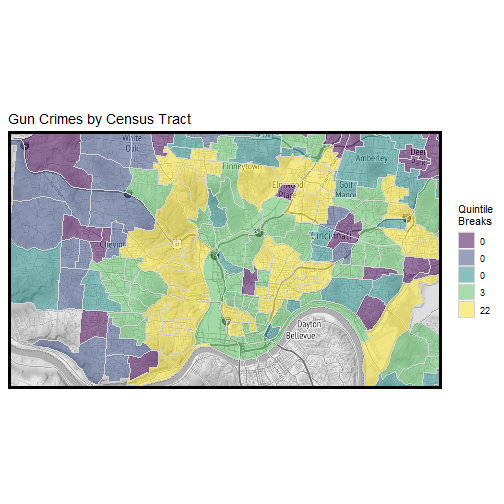 Gun Crimes by Census Tract
White
Oak
Finneytown
Amberley
Deer
Elmwood
Place
Golf
Manor
Cheviot
Cincinnati
Dayton
Bellevue
Quintile
Breaks
0
0
0
3
22